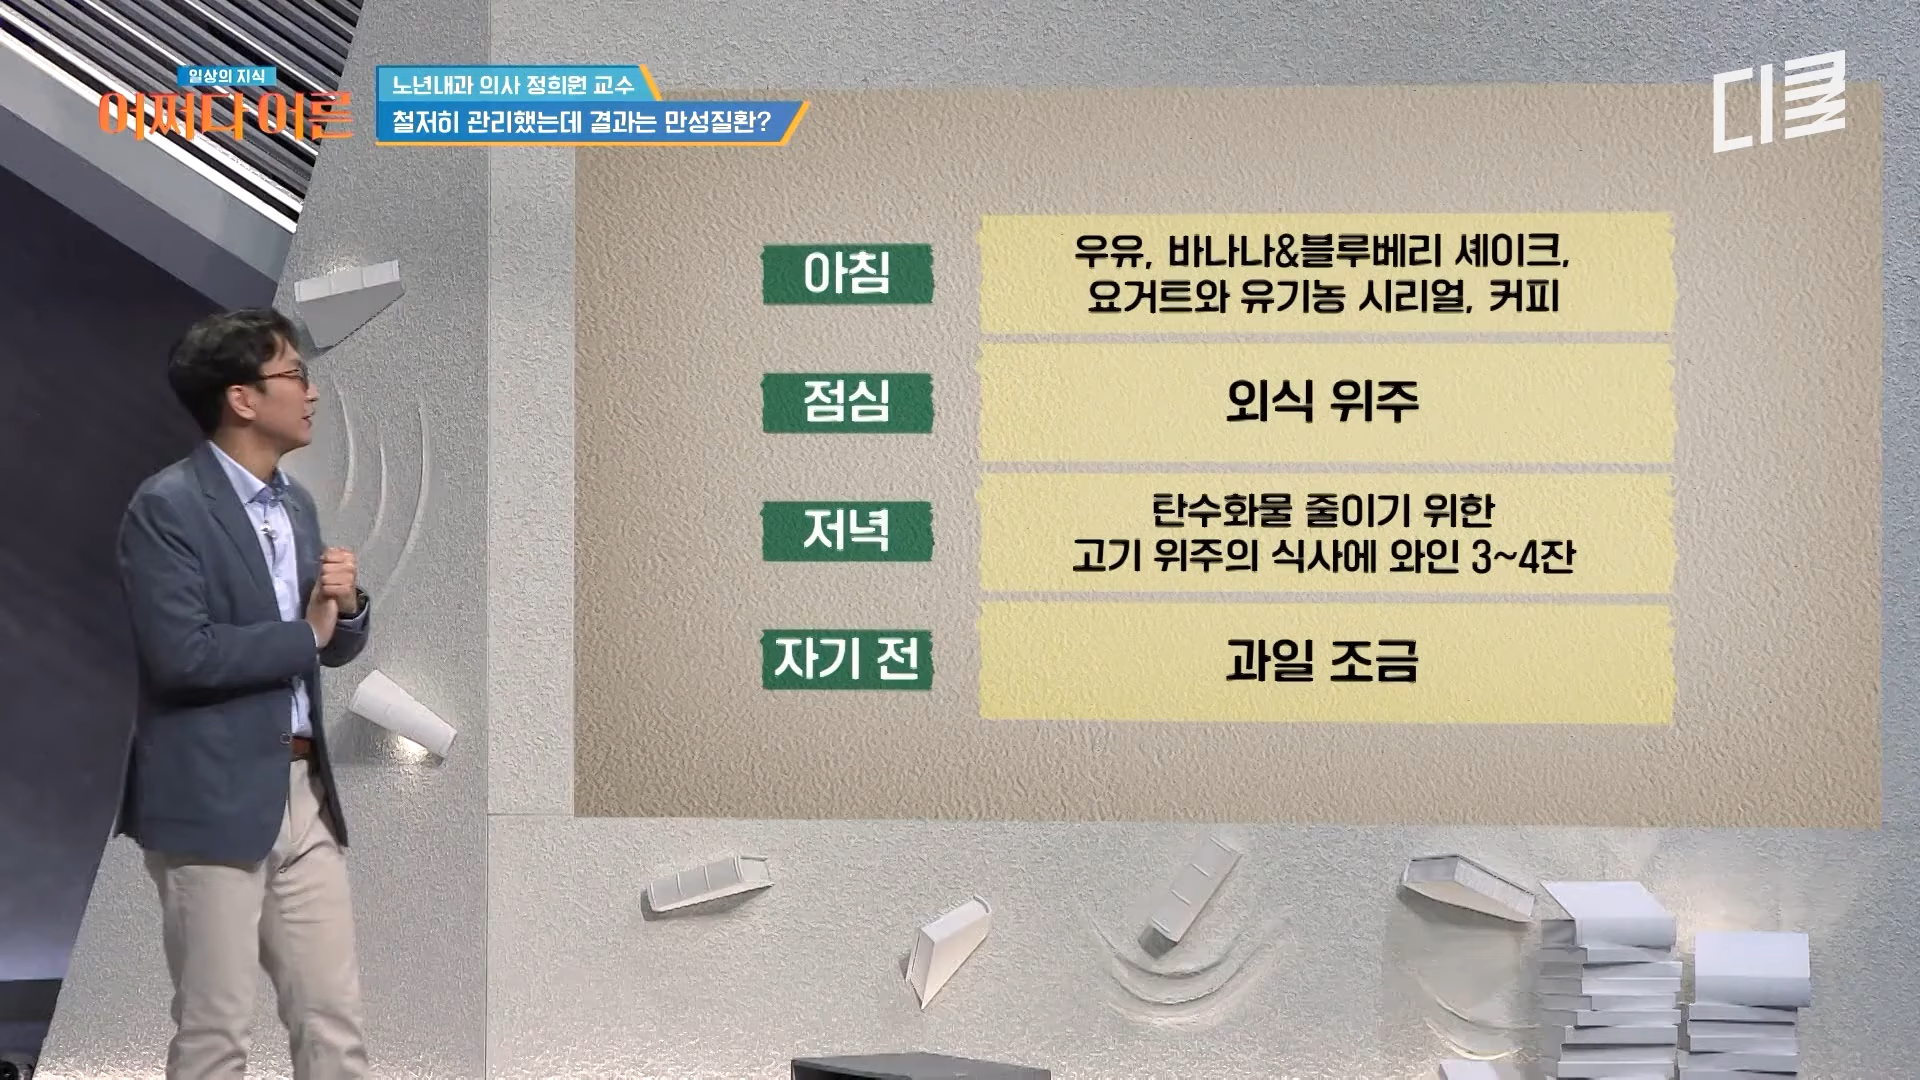 일상의 지식
어쩌다 어른
노년내과 의사 정희원 교수
철저히 관리했는데 결과는 만성질환?
디클
아침
우유, 바나나&블루베리 셰이크,
요거트와 유기농 시리얼, 커피
점심
외식 위주
저녁
탄수화물 줄이기 위한
고기 위주의 식사에 와인 3~4잔
자기 전
과일 조금